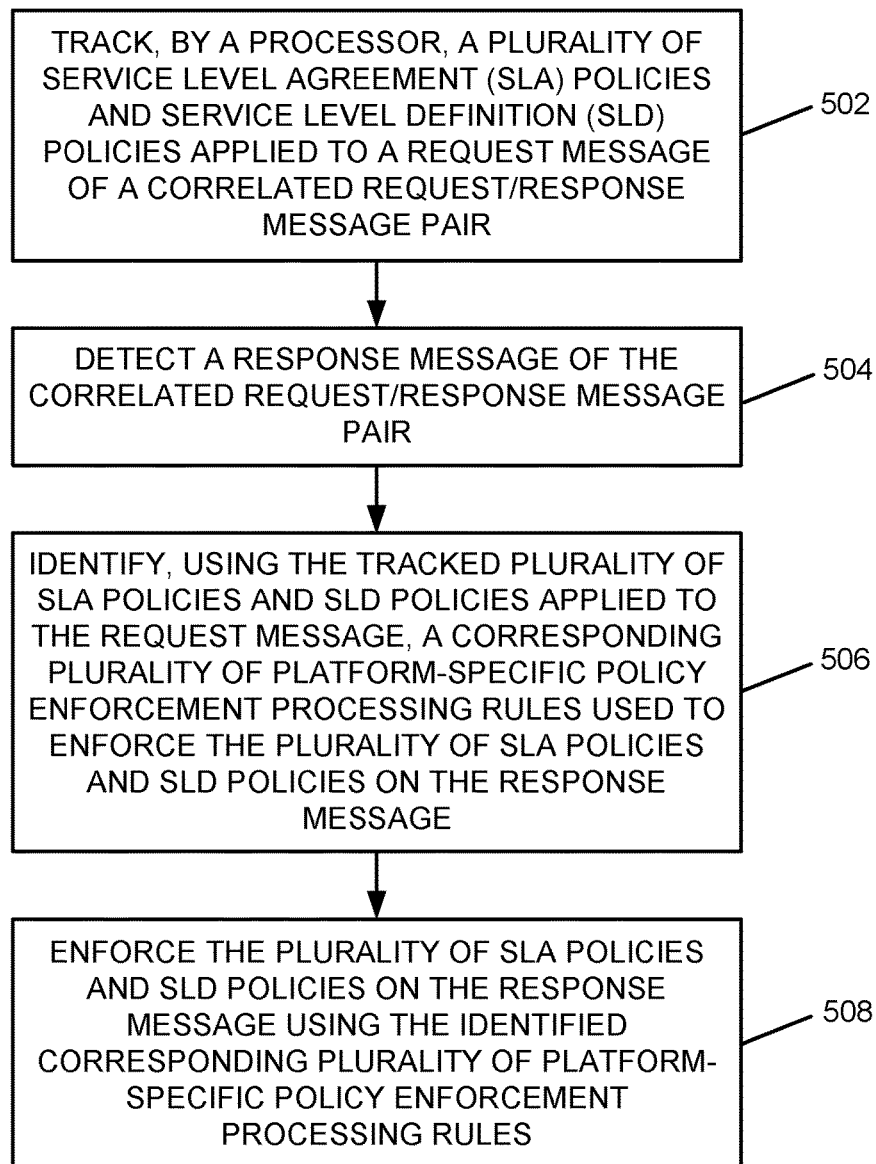 TRACK, BY A PROCESSOR, A PLURALITY OF
SERVICE LEVEL AGREEMENT (SLA) POLICIES
AND SERVICE LEVEL DEFINITION (SLD)
POLICIES APPLIED TO A REQUEST MESSAGE
OF A CORRELATED REQUEST/RESPONSE
MESSAGE PAIR
502
DETECT A RESPONSE MESSAGE OF THE
CORRELATED REQUEST/RESPONSE MESSAGE
PAIR
504
IDENTIFY, USING THE TRACKED PLURALITY OF
SLA POLICIES AND SLD POLICIES APPLIED TO
THE REQUEST MESSAGE, A CORRESPONDING
PLURALITY OF PLATFORM-SPECIFIC POLICY
ENFORCEMENT PROCESSING RULES USED TO
ENFORCE THE PLURALITY OF SLA POLICIES
AND SLD POLICIES ON THE RESPONSE
MESSAGE
506
ENFORCE THE PLURALITY OF SLA POLICIES
AND SLD POLICIES ON THE RESPONSE
MESSAGE USING THE IDENTIFIED
CORRESPONDING PLURALITY OF PLATFORM-
SPECIFIC POLICY ENFORCEMENT
PROCESSING RULES
508